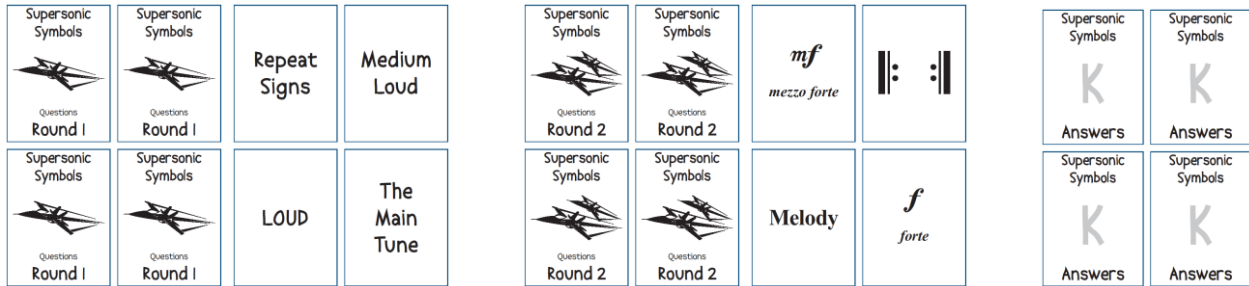 Supersonic
Symbols
Questions
Round 1
Supersonic
Symbols
Questions
Round 1
Repeat
Signs
Medium
Loud
Supersonic
Symbols
Questions
Round 2
Supersonic
Symbols
Questions
Round 2
mf
mezzo forte
Supersonic
Symbols
K
Answers
Supersonic
Symbols
K
Answers
Supersonic
Symbols
Questions
Round 1
Supersonic
Symbols
Questions
Round 1
LOUD
The
Main
Tune
Supersonic
Symbols
Questions
Round 2
Supersonic
Symbols
Questions
Round 2
Melody
f
forte
Supersonic
Symbols
K
Answers
Supersonic
Symbols
K
Answers